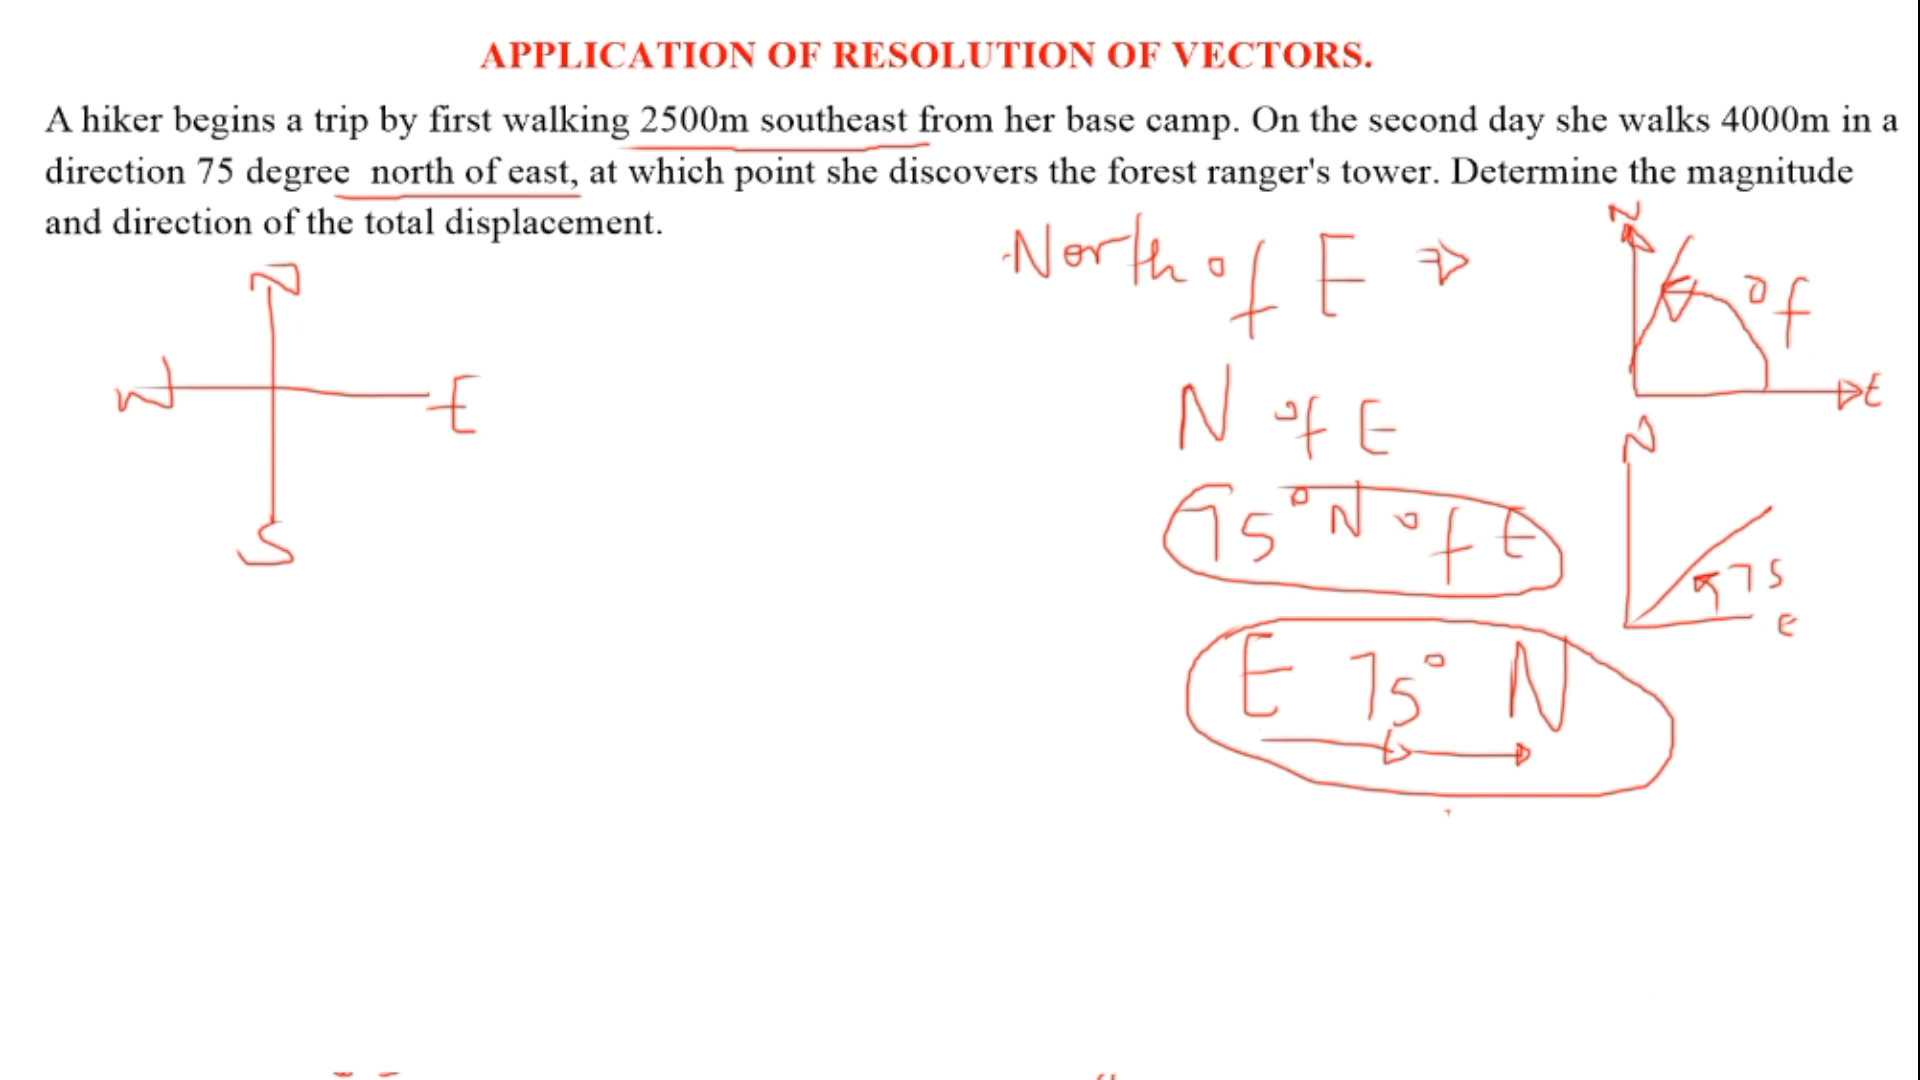 APPLICATION OF RESOLUTION OF VECTORS.
A hiker begins a trip by first walking 2500m southeast from her base camp. On the second day she walks 4000m in a
direction 75 degree north of east, at which point she discovers the forest ranger's tower. Determine the magnitude
and direction of the total displacement.
N
W E
S
North of E ⇒
N of E
N
E
of
75° N of E
N
75
E
E 75° N